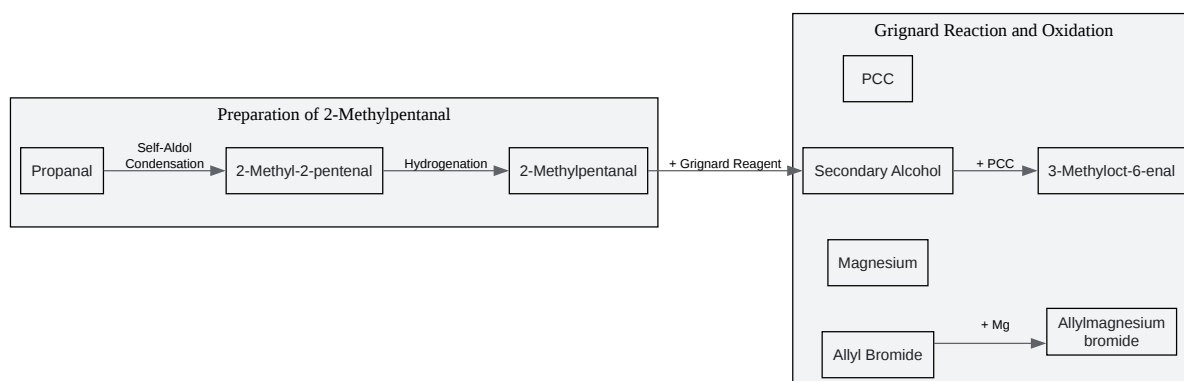 Grignard Reaction and Oxidation
PCC
Preparation of 2-Methylpentanal
Propanal
Self-Aldol
Condensation
2-Methyl-2-pentenal
Hydrogenation
2-Methylpentanal
+ Grignard Reagent
Secondary Alcohol
+ PCC
3-Methyloct-6-enal
Magnesium
Allyl Bromide
+ Mg
Allylmagnesium
bromide